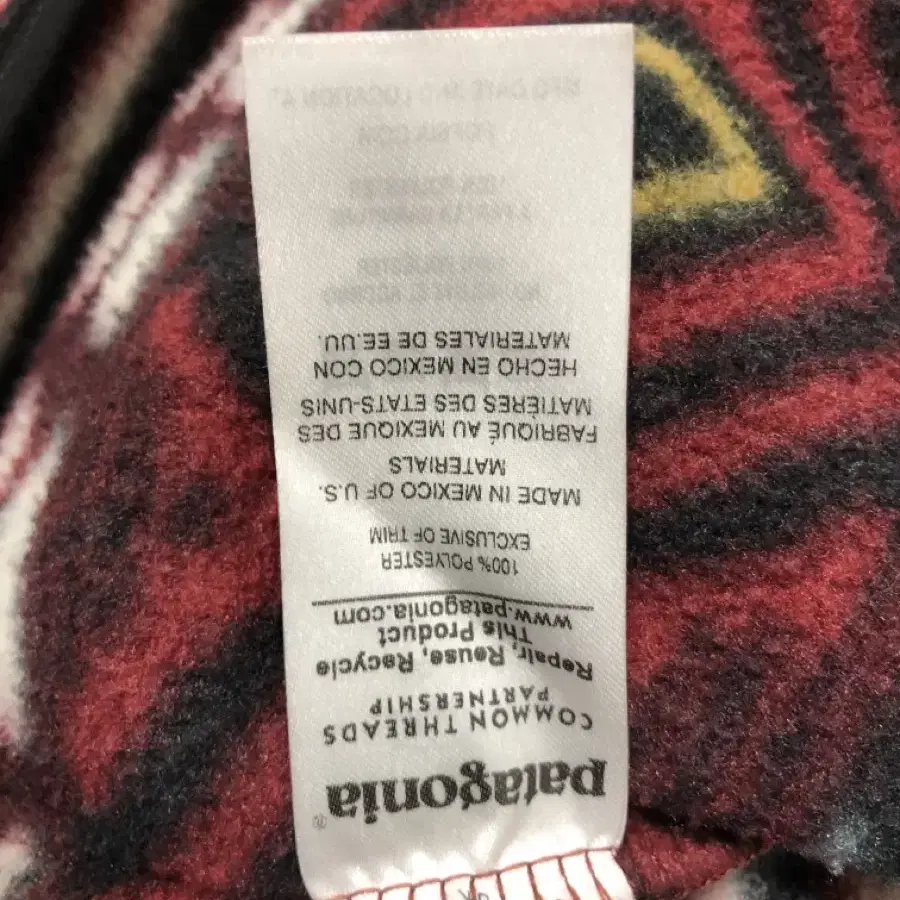 patagonia®
COMMON THREADS
PARTNERSHIP
Repair, Reuse, Recycle
This Product
www.patagonia.com
100% POLYESTER
EXCLUSIVE OF TRIM
MADE IN MEXICO OF U.S.
MATERIALS
FABRIQUÉ AU MEXIQUE DES
MATIÈRES DES ETATS-UNIS
HECHO EN MEXICO CON
MATERIALES DE EE.UU.